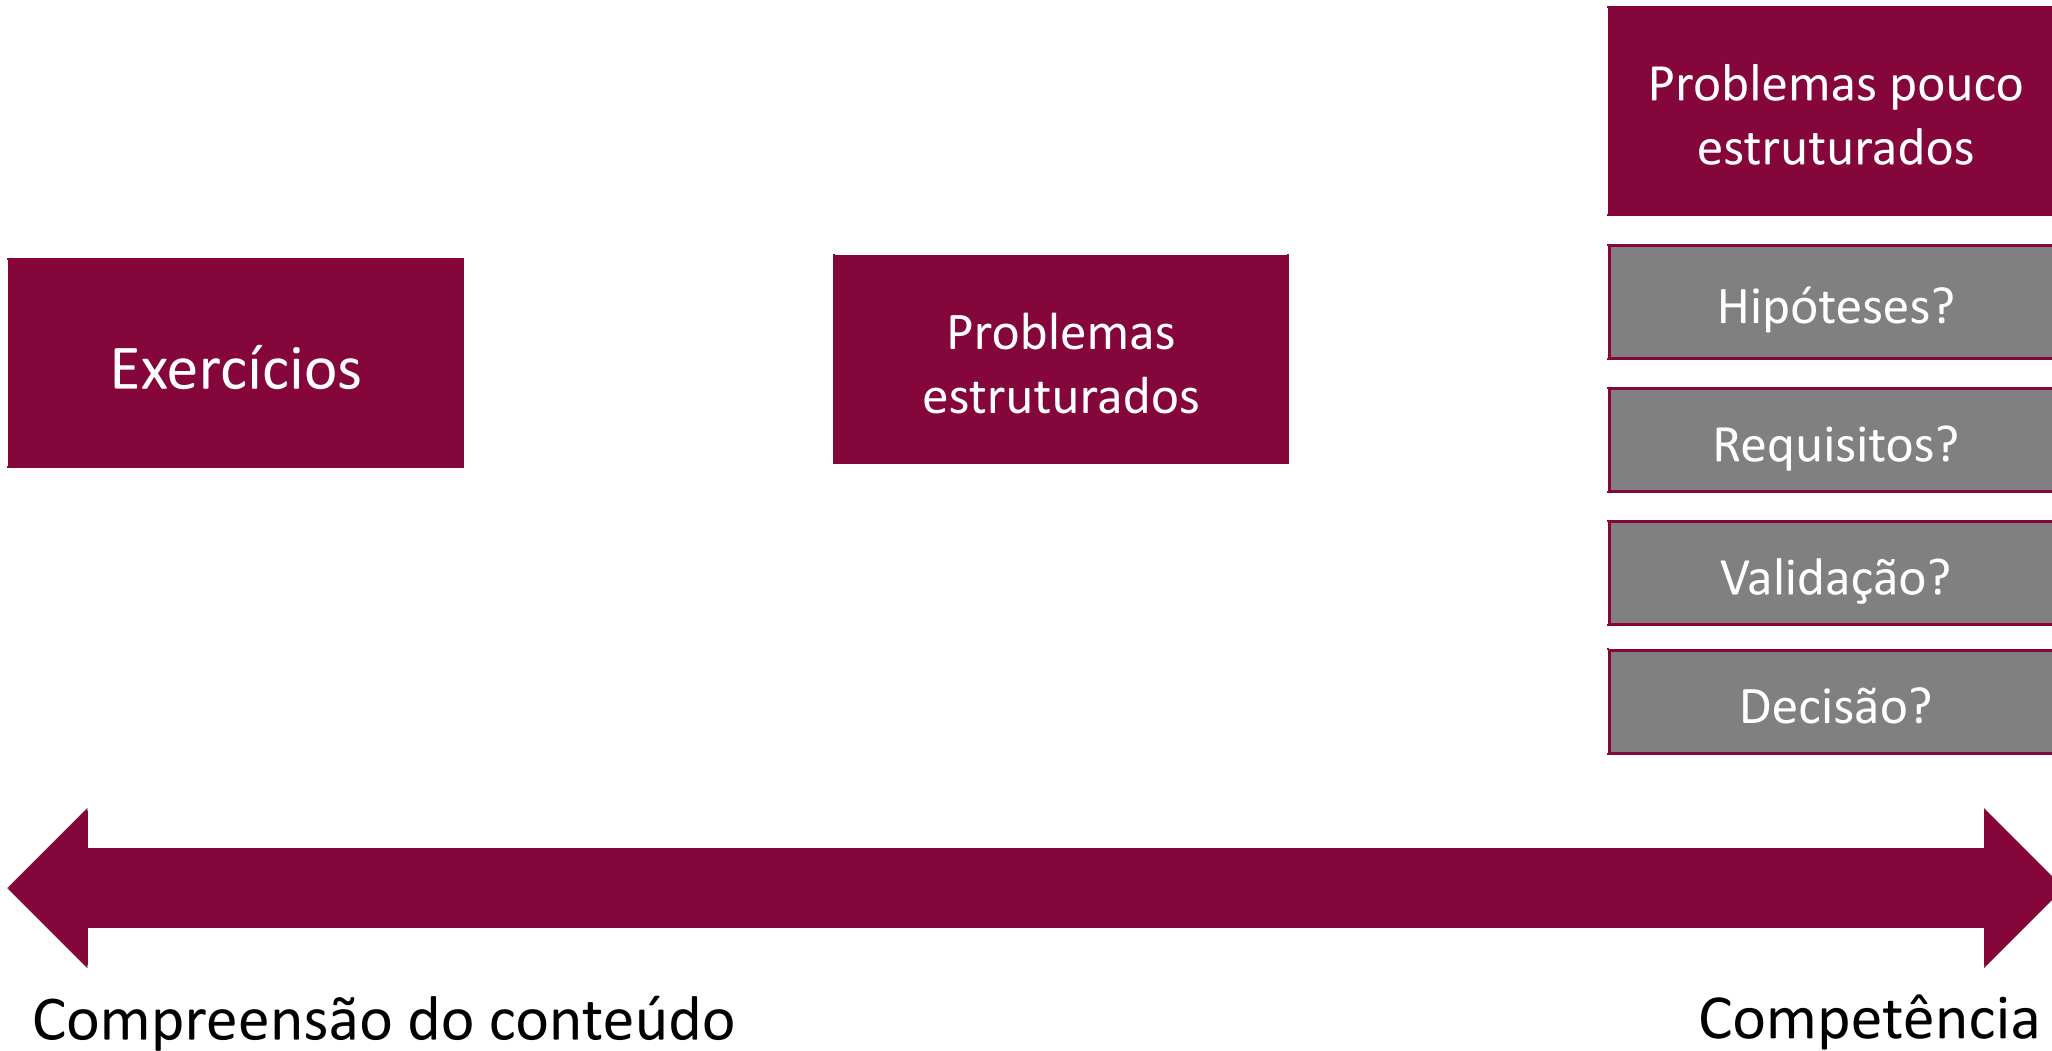 Exercícios
Problemas
estruturados
Problemas pouco
estruturados
Hipóteses?
Requisitos?
Validação?
Decisão?
Compreensão do conteúdo
Competência